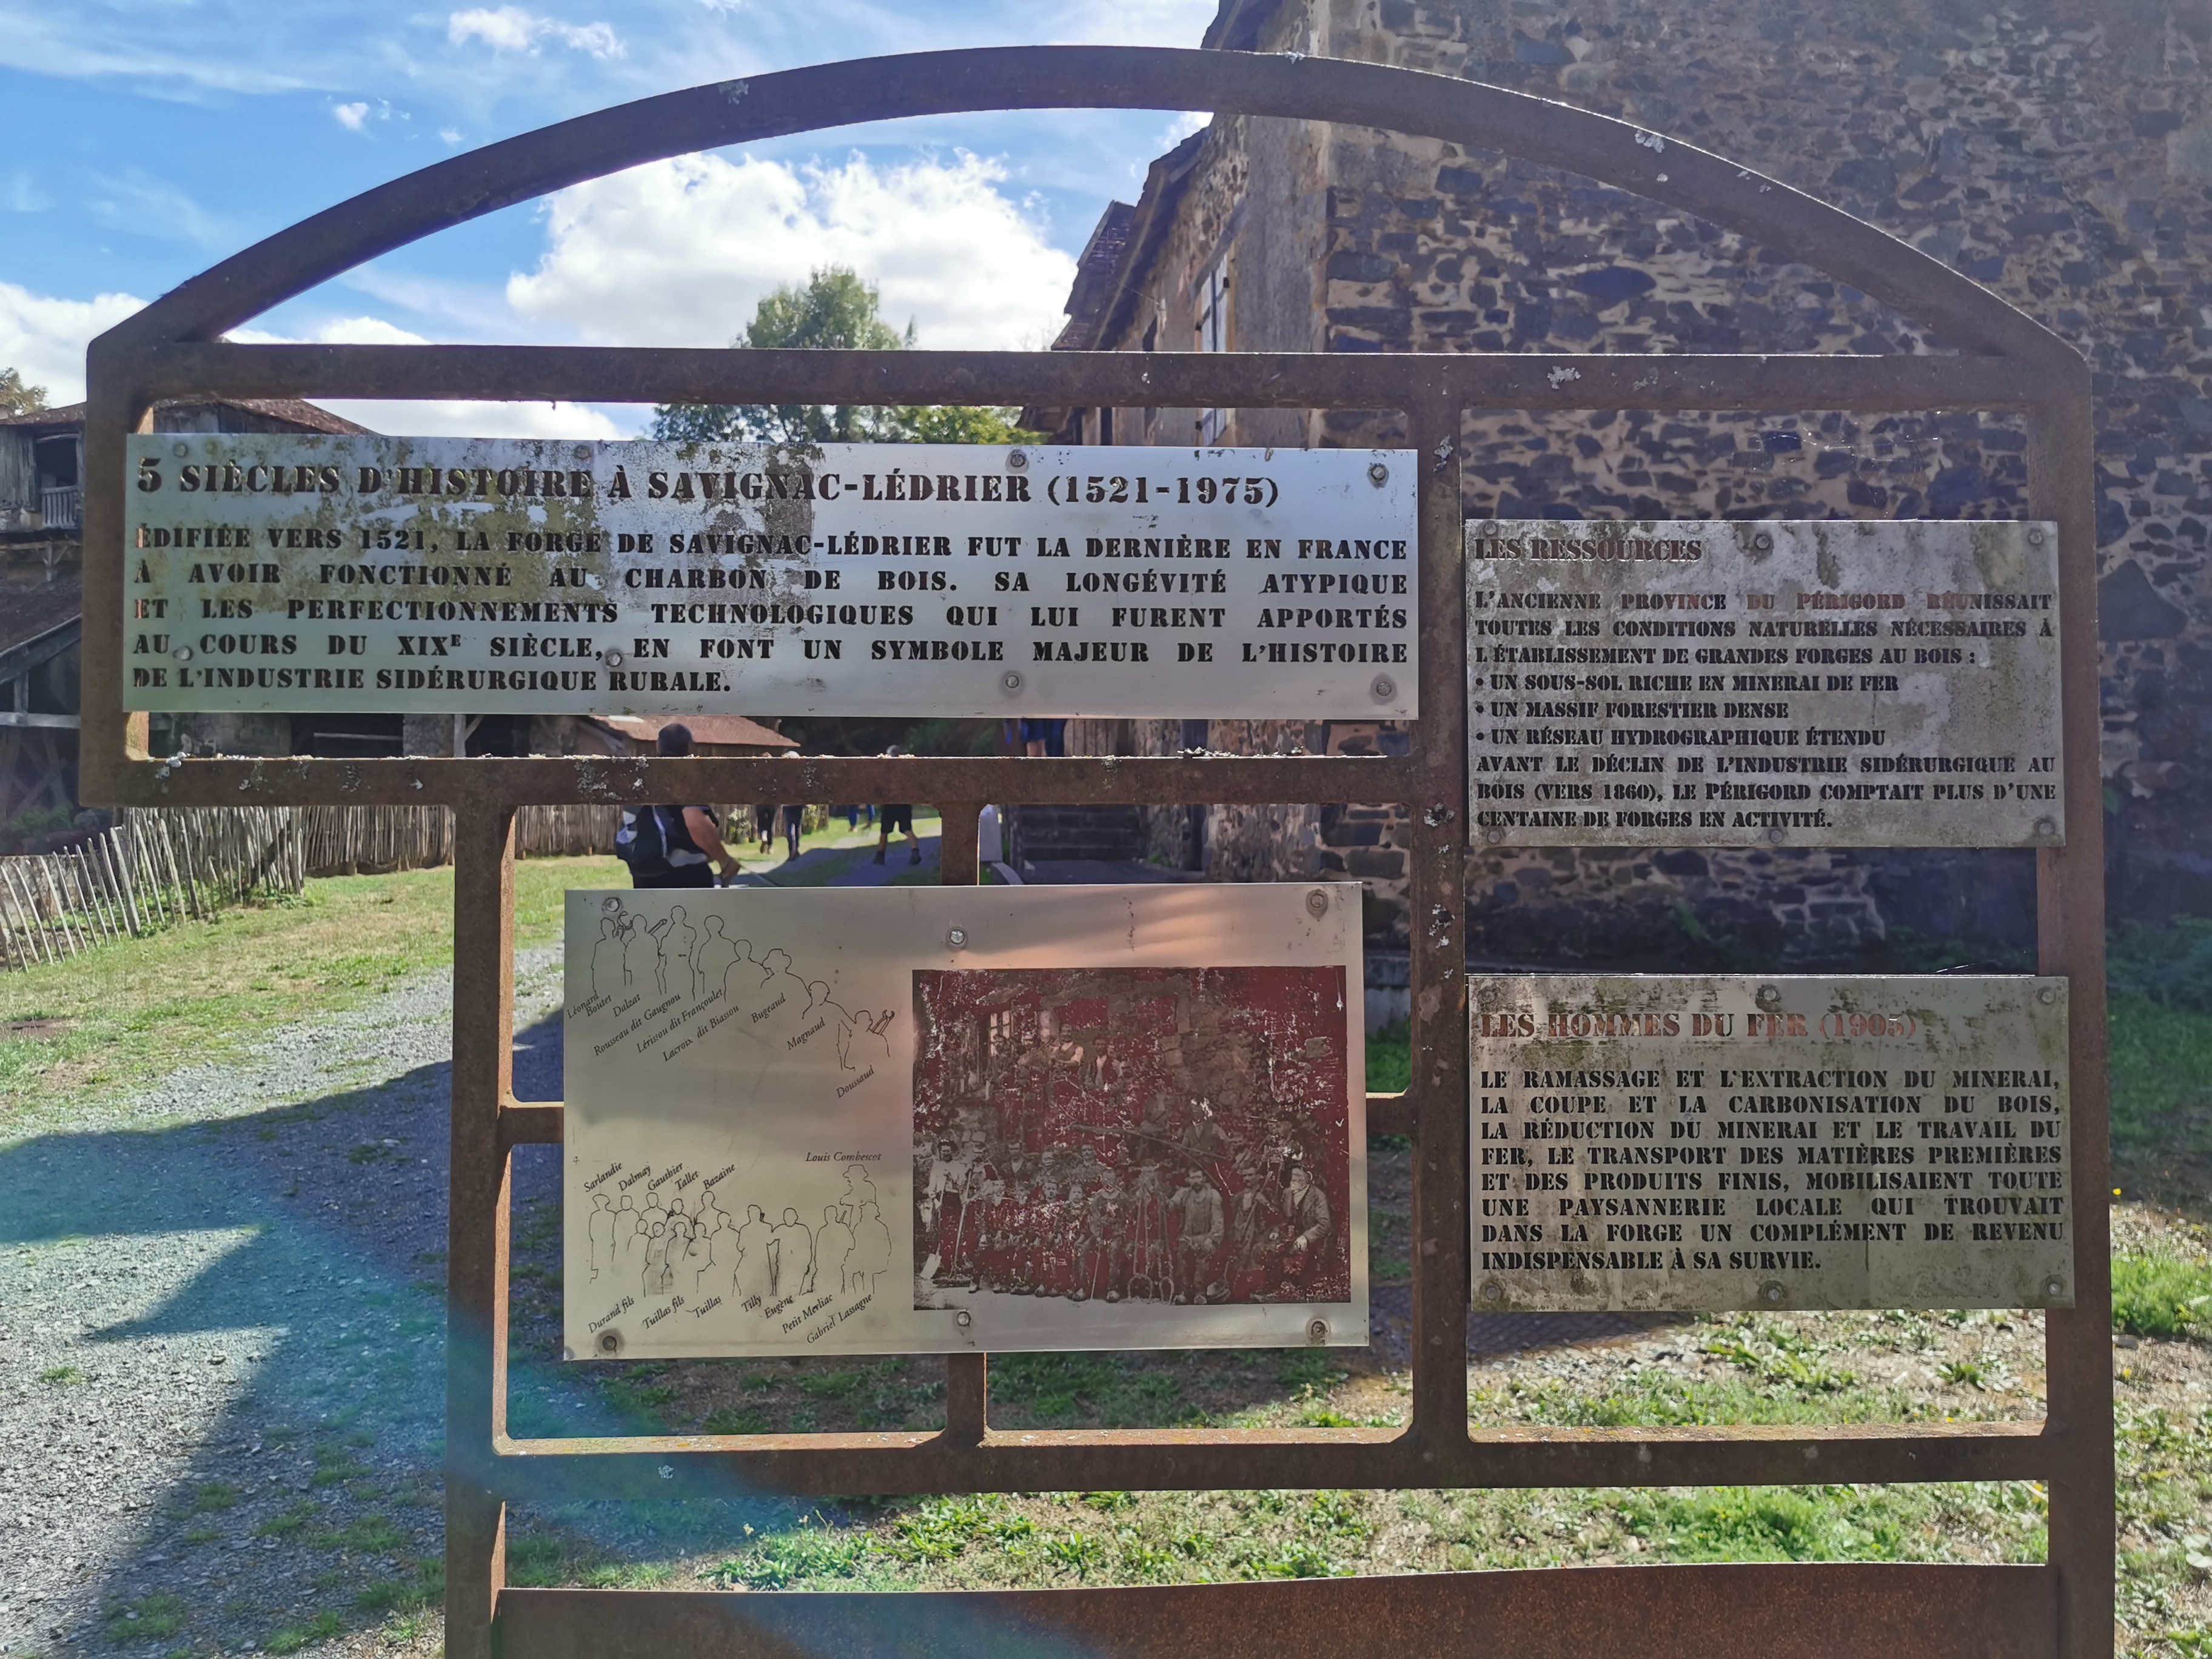 5 SIÈCLES D'HISTOIRE À SAVIGNAC-LÉDRIER (1521-1975)
ÉDIFIÉE VERS 1521, LA FORGE DE SAVIGNAC-LÉDRIER FUT LA DERNIÈRE EN FRANCE
À AVOIR FONCTIONNÉ AU CHARBON DE BOIS. SA LONGÉVITÉ ATYPIQUE
ET LES PERFECTIONNEMENTS TECHNOLOGIQUES QUI LUI FURENT APPORTÉS
AU COURS DU XIXE SIÈCLE, EN FONT UN SYMBOLE MAJEUR DE L'HISTOIRE
DE L'INDUSTRIE SIDÉRURGIQUE RURALE.
LES RESSOURCES
L'ANCIENNE PROVINCE DU PÉRIGORD RÉUNISSAIT
TOUTES LES CONDITIONS NATURELLES NÉCESSAIRES À
L'ÉTABLISSEMENT DE GRANDES FORGES AU BOIS :
• UN SOUS-SOL RICHE EN MINERAI DE FER
• UN MASSIF FORESTIER DENSE
• UN RÉSEAU HYDROGRAPHIQUE ÉTENDU
AVANT LE DÉCLIN DE L'INDUSTRIE SIDÉRURGIQUE AU
BOIS (VERS 1860), LE PÉRIGORD COMPTAIT PLUS D'UNE
CENTAINE DE FORGES EN ACTIVITÉ.
Léonard
Boutet
Dalzat
Rousseau dit Gaugnou
Lérissou dit Françoulet
Lacroix dit Biassou
Bugeaud
Magnaud
Doussaud
Sarlandie
Dalmay
Gauthier
Tallet
Bazaine
Louis Combescot
Durand fils
Tuillas fils
Tuillas
Tilly
Eugène
Petit Merliac
Gabriel Lassagne
LES HOMMES DU FER (1905)
LE RAMASSAGE ET L'EXTRACTION DU MINERAI,
LA COUPE ET LA CARBONISATION DU BOIS,
LA RÉDUCTION DU MINERAI ET LE TRAVAIL DU
FER, LE TRANSPORT DES MATIÈRES PREMIÈRES
ET DES PRODUITS FINIS, MOBILISAIENT TOUTE
UNE PAYSANNERIE LOCALE QUI TROUVAIT
DANS LA FORGE UN COMPLÉMENT DE REVENU
INDISPENSABLE À SA SURVIE.